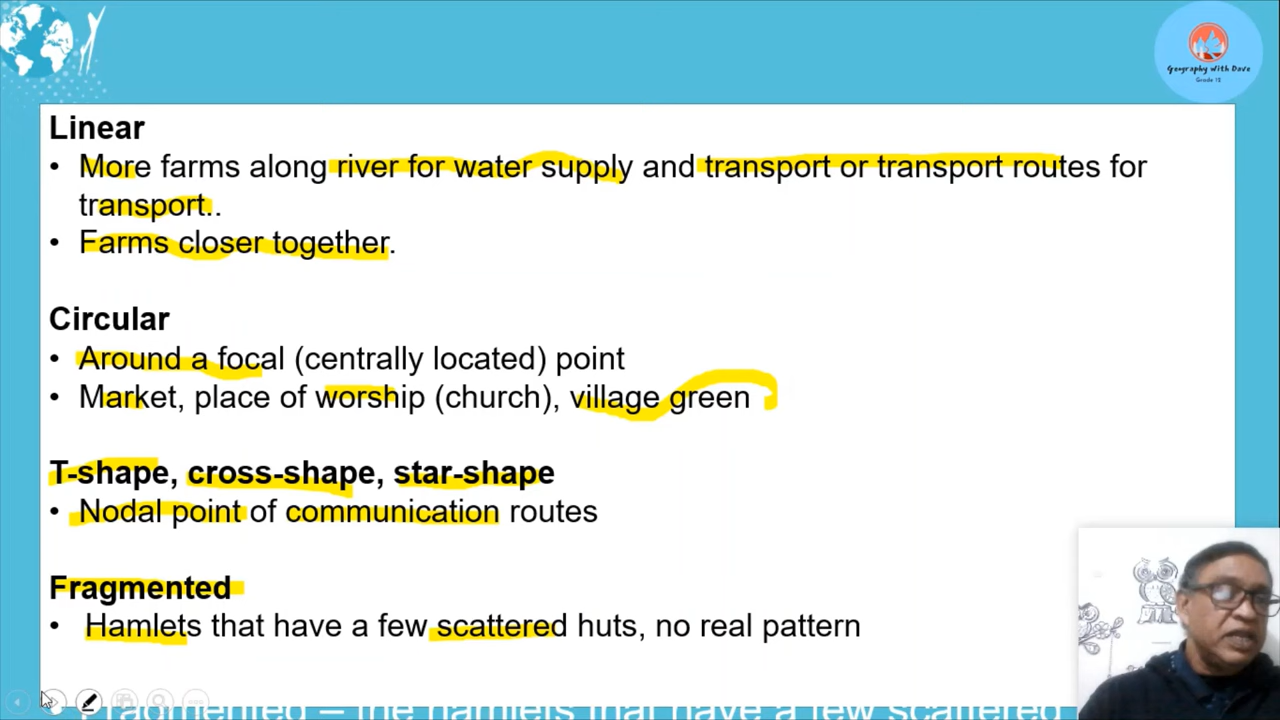 Geography With Dave
Grade 12
Linear
• More farms along river for water supply and transport or transport routes for
transport..
• Farms closer together.
Circular
• Around a focal (centrally located) point
• Market, place of worship (church), village green
T-shape, cross-shape, star-shape
• Nodal point of communication routes
Fragmented
• Hamlets that have a few scattered huts, no real pattern
Fragmented – the hamlets that have a few scattered